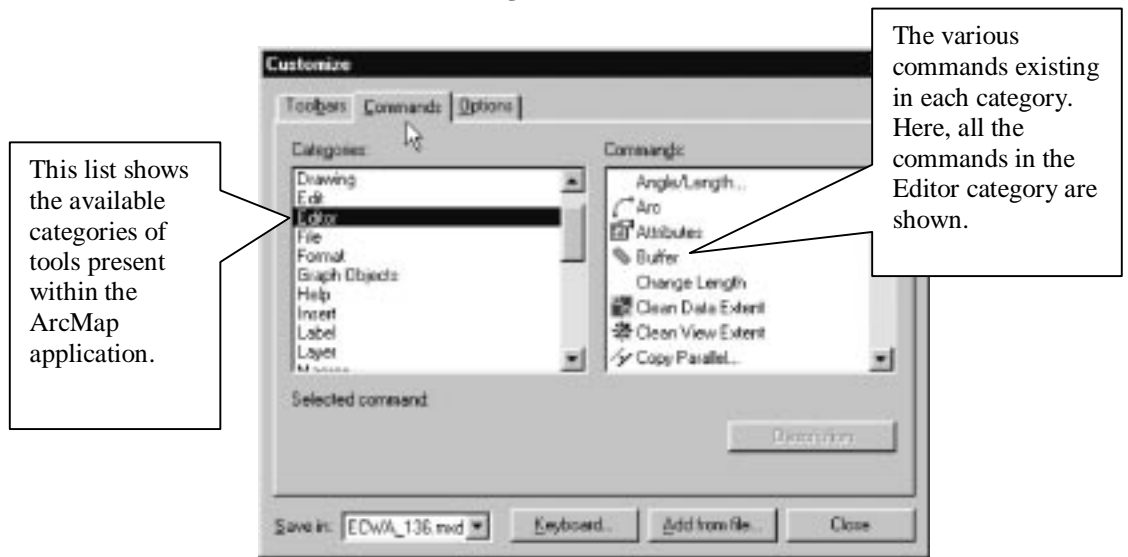 The various
commands existing
in each category.
Here, all the
commands in the
Editor category are
shown.
Customize
Toolbars Commands Options
This list shows
the available
categories of
tools present
within the
ArcMap
application.
Categories:
Drawing
Edit
Editor
File
Format
Graph Objects
Help
Insert
Label
Layer
Macros
Commands:
Angle/Length...
Arc
Attributes
Buffer
Change Length
Clean Data Extent
Clean View Extent
Copy Parallel...
Selected command:
Description
Save in: ECWA_136.mxd Keyboard... Add from file... Close